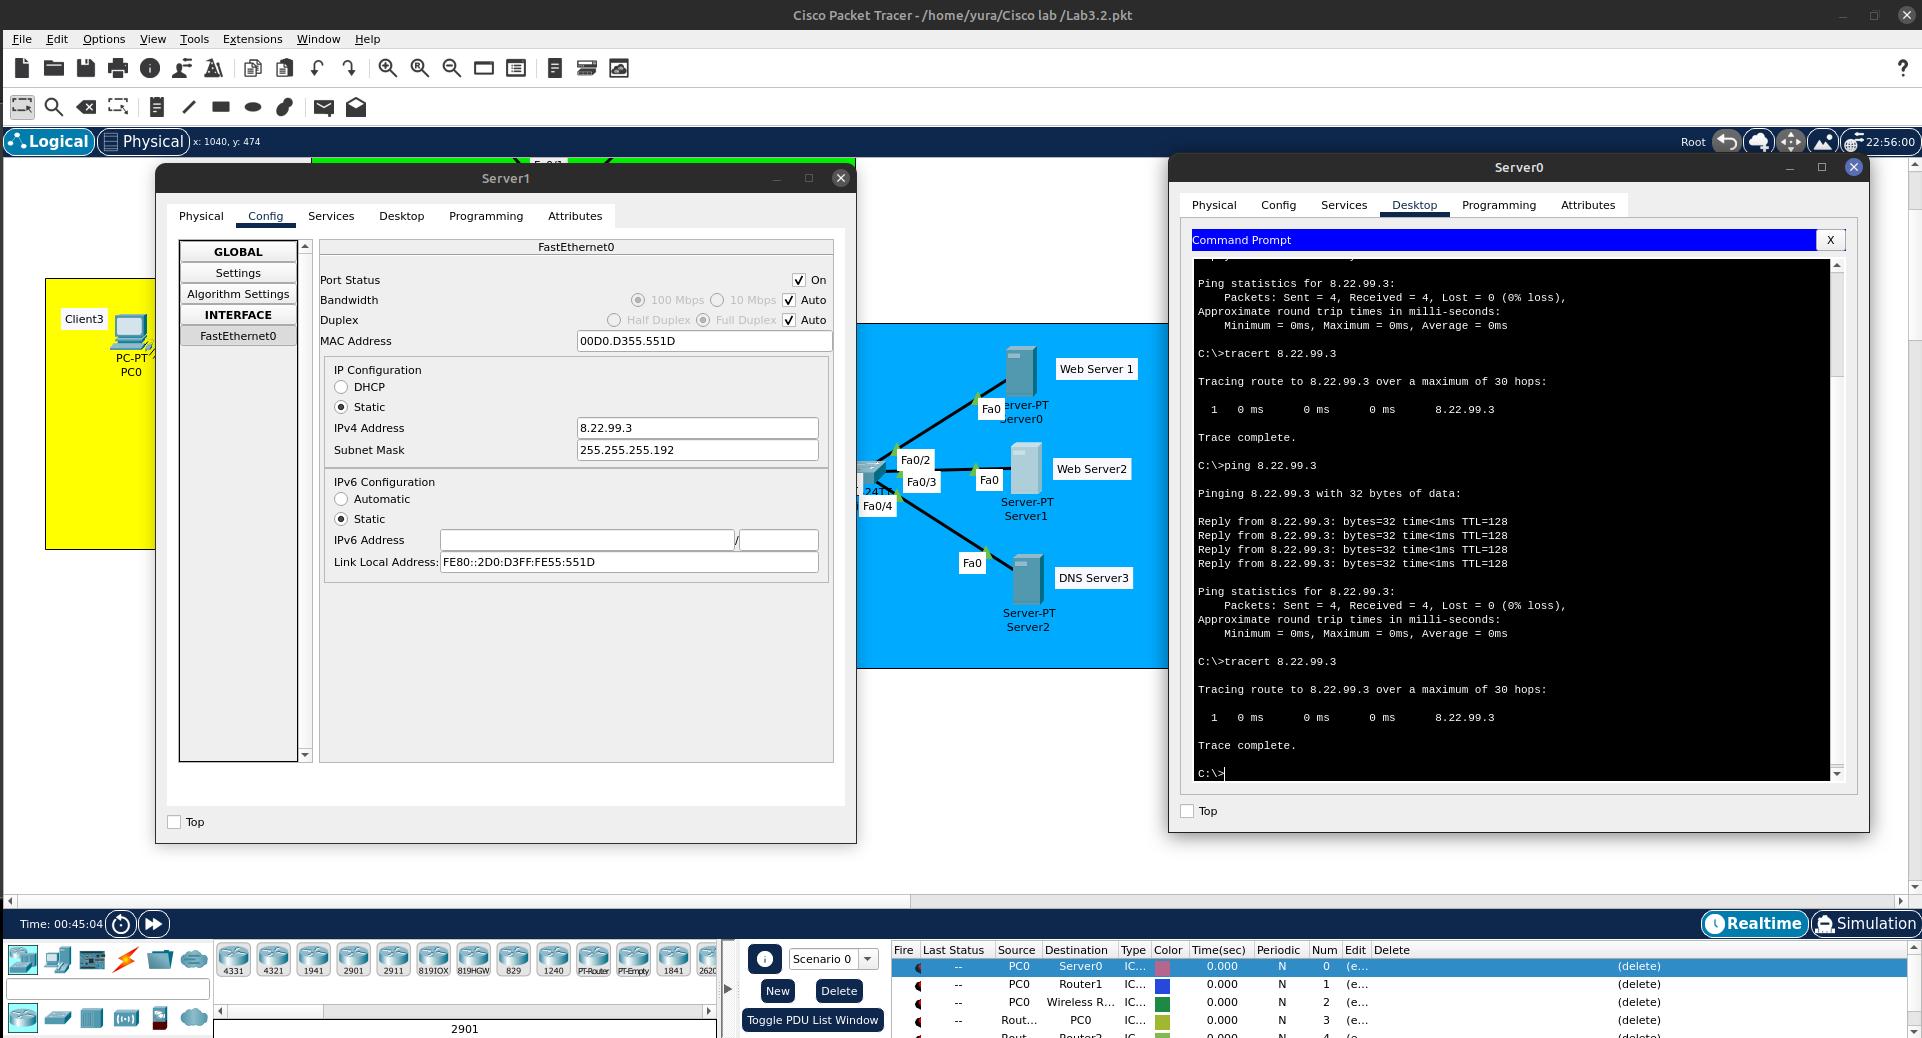 Cisco Packet Tracer - /home/yura/Cisco lab /Lab3.2.pkt
File Edit Options View Tools Extensions Window Help
?
Logical Physical x: 1040, y: 474
Root 22:56:00
Server1
Physical Config Services Desktop Programming Attributes
GLOBAL
Settings
Algorithm Settings
INTERFACE
FastEthernet0
FastEthernet0
Port Status On
Bandwidth 100 Mbps 10 Mbps Auto
Duplex Half Duplex Full Duplex Auto
MAC Address 00D0.D355.551D
IP Configuration
DHCP
Static
IPv4 Address 8.22.99.3
Subnet Mask 255.255.255.192
IPv6 Configuration
Automatic
Static
IPv6 Address /
Link Local Address: FE80::2D0:D3FF:FE55:551D
Top
Client3
PC-PT
PC0
Web Server 1
Fa0
erver-PT
erver0
Fa0/2
Fa0/3
Fa0
Web Server2
24TT
Fa0/4
Server-PT
Server1
Fa0
DNS Server3
Server-PT
Server2
Server0
Physical Config Services Desktop Programming Attributes
Command Prompt X
Ping statistics for 8.22.99.3:
Packets: Sent = 4, Received = 4, Lost = 0 (0% loss),
Approximate round trip times in milli-seconds:
Minimum = 0ms, Maximum = 0ms, Average = 0ms
C:\>tracert 8.22.99.3
Tracing route to 8.22.99.3 over a maximum of 30 hops:
1 0 ms 0 ms 0 ms 8.22.99.3
Trace complete.
C:\>ping 8.22.99.3
Pinging 8.22.99.3 with 32 bytes of data:
Reply from 8.22.99.3: bytes=32 time<1ms TTL=128
Reply from 8.22.99.3: bytes=32 time<1ms TTL=128
Reply from 8.22.99.3: bytes=32 time<1ms TTL=128
Reply from 8.22.99.3: bytes=32 time<1ms TTL=128
Ping statistics for 8.22.99.3:
Packets: Sent = 4, Received = 4, Lost = 0 (0% loss),
Approximate round trip times in milli-seconds:
Minimum = 0ms, Maximum = 0ms, Average = 0ms
C:\>tracert 8.22.99.3
Tracing route to 8.22.99.3 over a maximum of 30 hops:
1 0 ms 0 ms 0 ms 8.22.99.3
Trace complete.
C:\>
Top
Time: 00:45:04
Realtime Simulation
4331 4321 1941 2901 2911 819IOX 819HGW 829 1240 PT-Router PT-Empty 1841 2620
2901
Scenario 0
New Delete
Toggle PDU List Window
Fire Last Status Source Destination Type Color Time(sec) Periodic Num Edit Delete
-- PC0 Server0 IC... 0.000 N 0 (e... (delete)
-- PC0 Router1 IC... 0.000 N 1 (e... (delete)
-- PC0 Wireless R... IC... 0.000 N 2 (e... (delete)
-- Rout... PC0 IC... 0.000 N 3 (e... (delete)